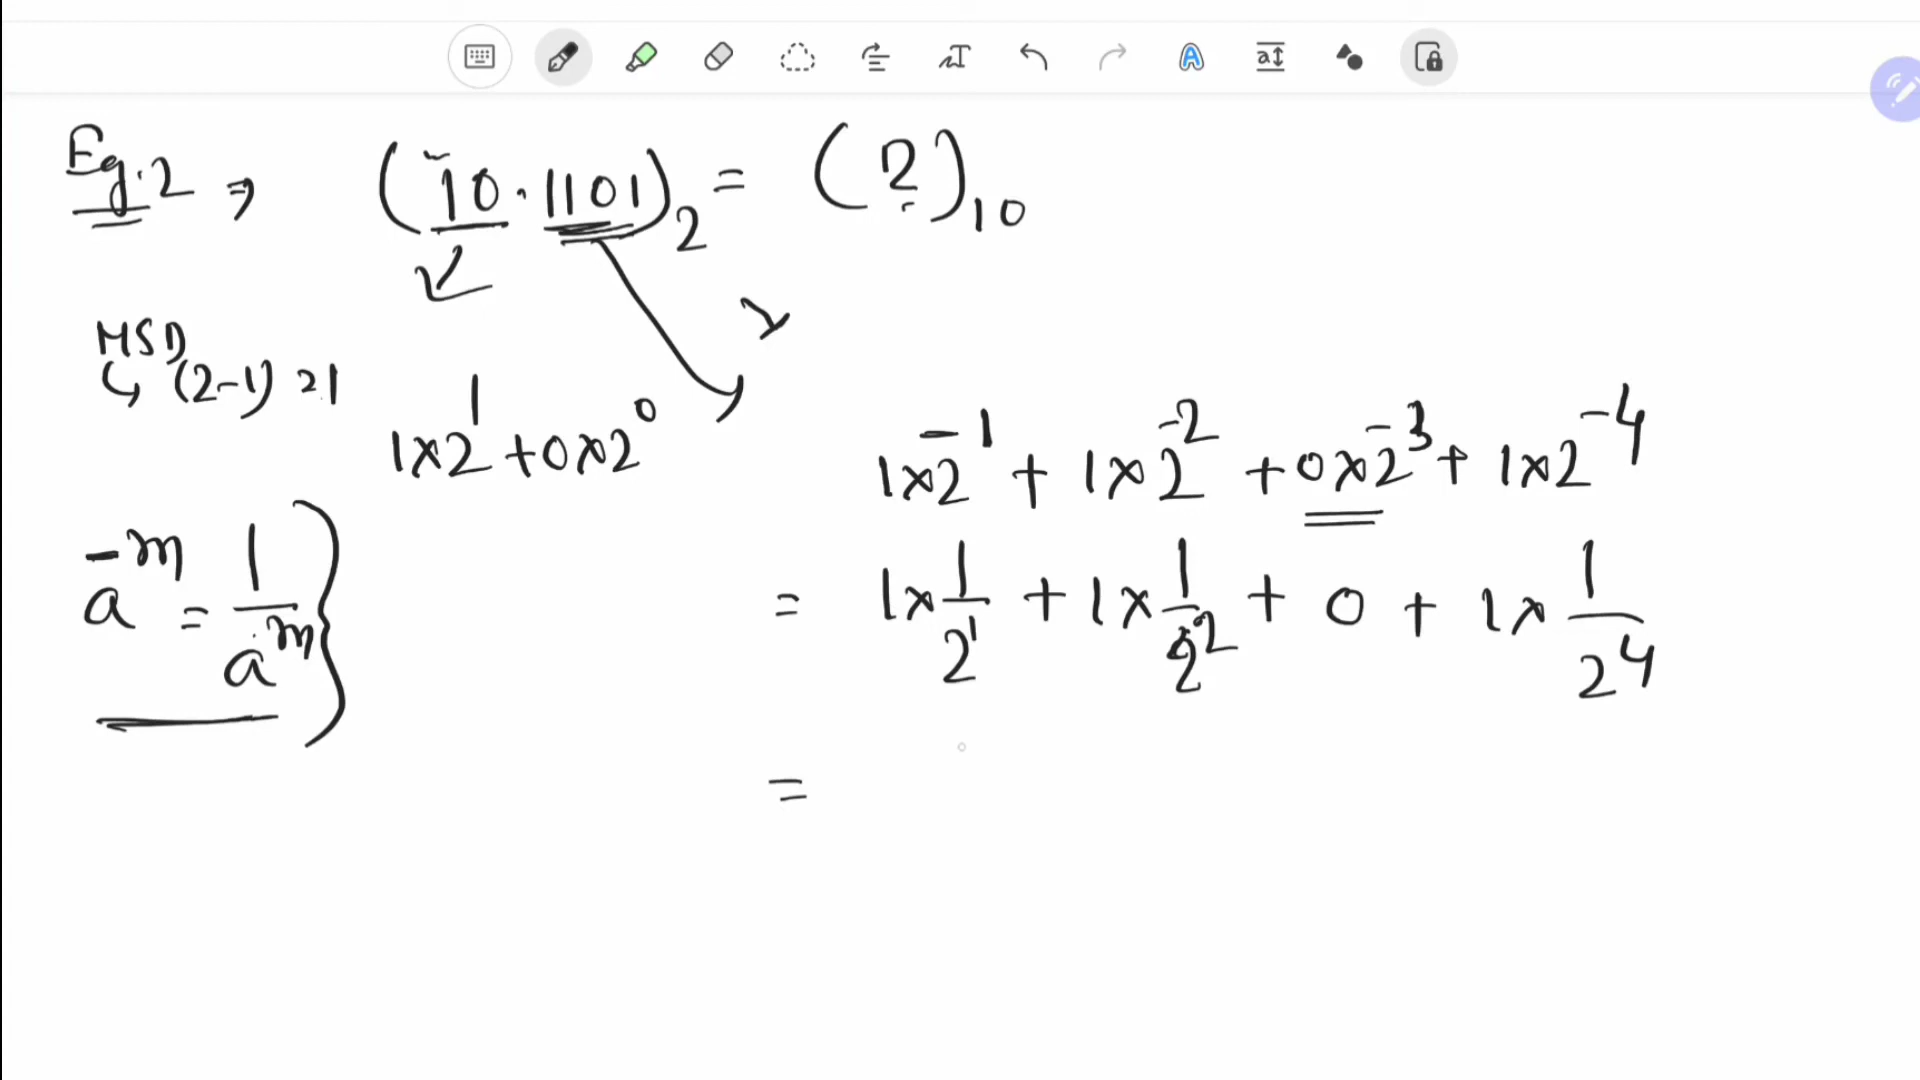 Eg.2 ⇒ (10.1101)₂ = (?)₁₀
MSD
↳ (2-1) = 1
1×2¹ + 0×2⁰
1×2⁻¹ + 1×2⁻² + 0×2⁻³ + 1×2⁻⁴
a⁻ᵐ = 1/aᵐ }
= 1×1/2¹ + 1×1/2² + 0 + 1×1/2⁴
=